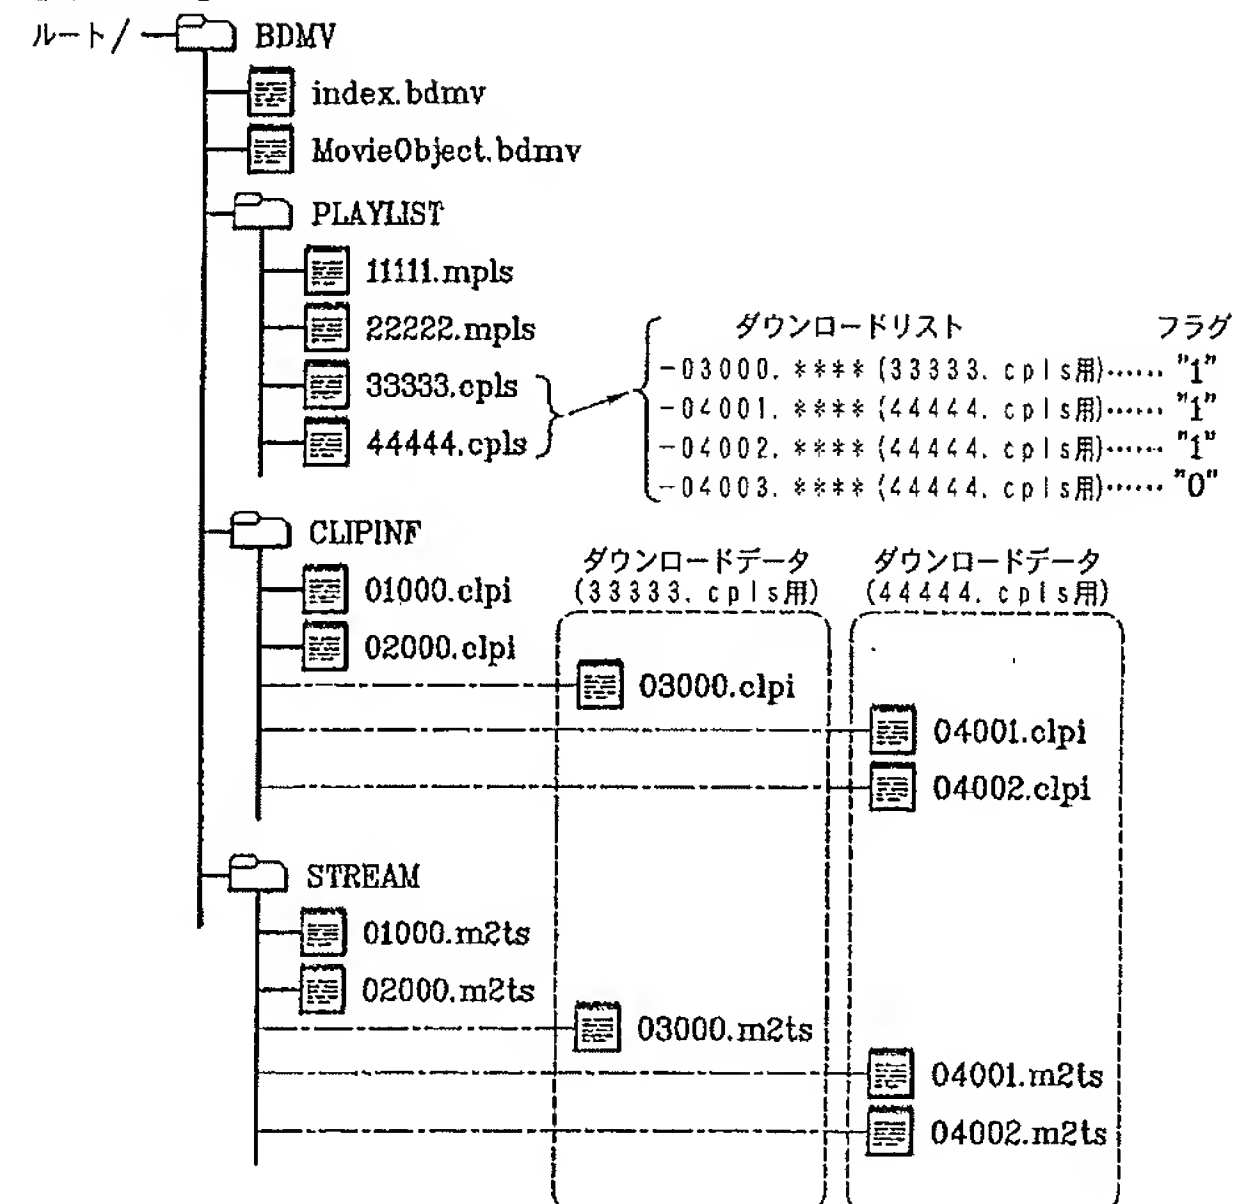 ルート/ BDMV
index.bdmv
MovieObject.bdmv
PLAYLIST
11111.mpls
22222.mpls
33333.cpls
44444.cpls
ダウンロードリスト フラグ
-03000.****(33333.cpls用)…… "1"
-04001.****(44444.cpls用)…… "1"
-04002.****(44444.cpls用)…… "1"
-04003.****(44444.cpls用)…… "0"
CLIPINF
01000.clpi
02000.clpi
ダウンロードデータ
(33333.cpls用)
ダウンロードデータ
(44444.cpls用)
03000.clpi
04001.clpi
04002.clpi
STREAM
01000.m2ts
02000.m2ts
03000.m2ts
04001.m2ts
04002.m2ts